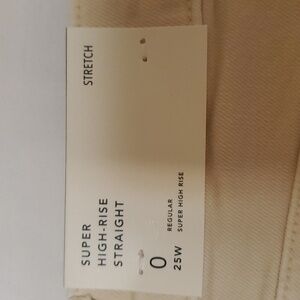 STRETCH
SUPER
HIGH-RISE
STRAIGHT
0
25W
REGULAR
SUPER HIGH RISE